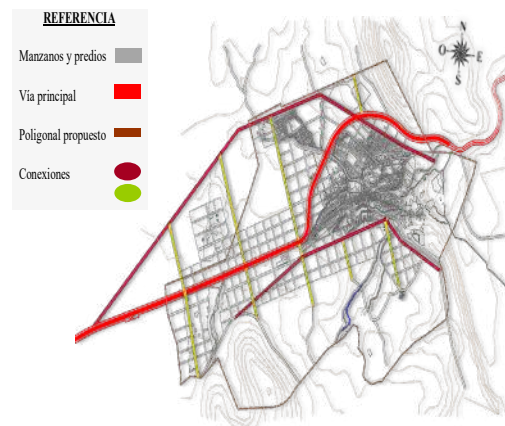 REFERENCIA
Manzanos y predios
Vía principal
Poligonal propuesto
Conexiones
N
O
E
S